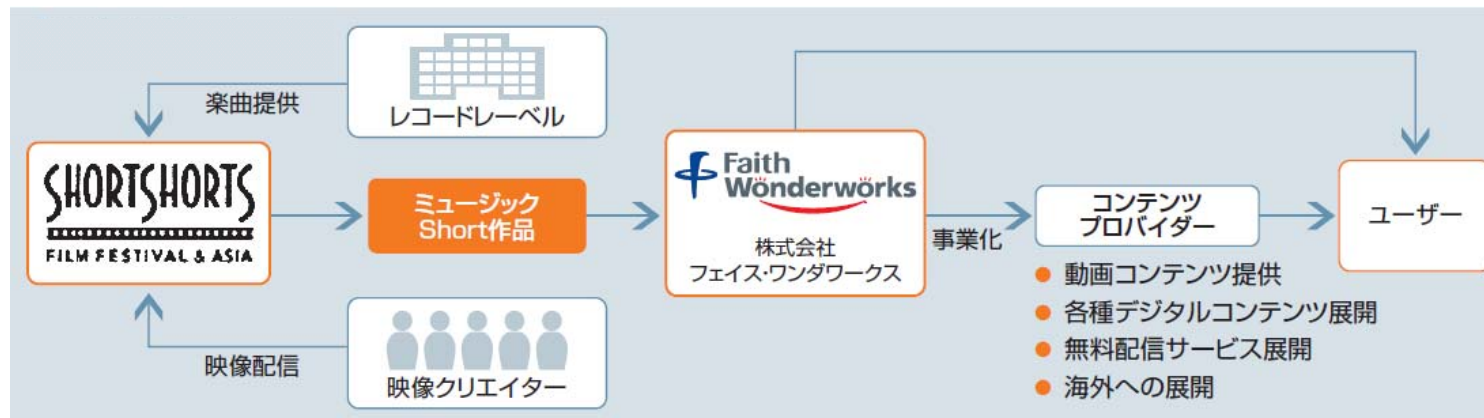 レコードレーベル
楽曲提供
SHORTSHORTS
FILM FESTIVAL & ASIA
ミュージック
Short作品
映像配信
映像クリエイター
Faith
Wonderworks
株式会社
フェイス・ワンダワークス
事業化
コンテンツ
プロバイダー
ユーザー
● 動画コンテンツ提供
● 各種デジタルコンテンツ展開
● 無料配信サービス展開
● 海外への展開